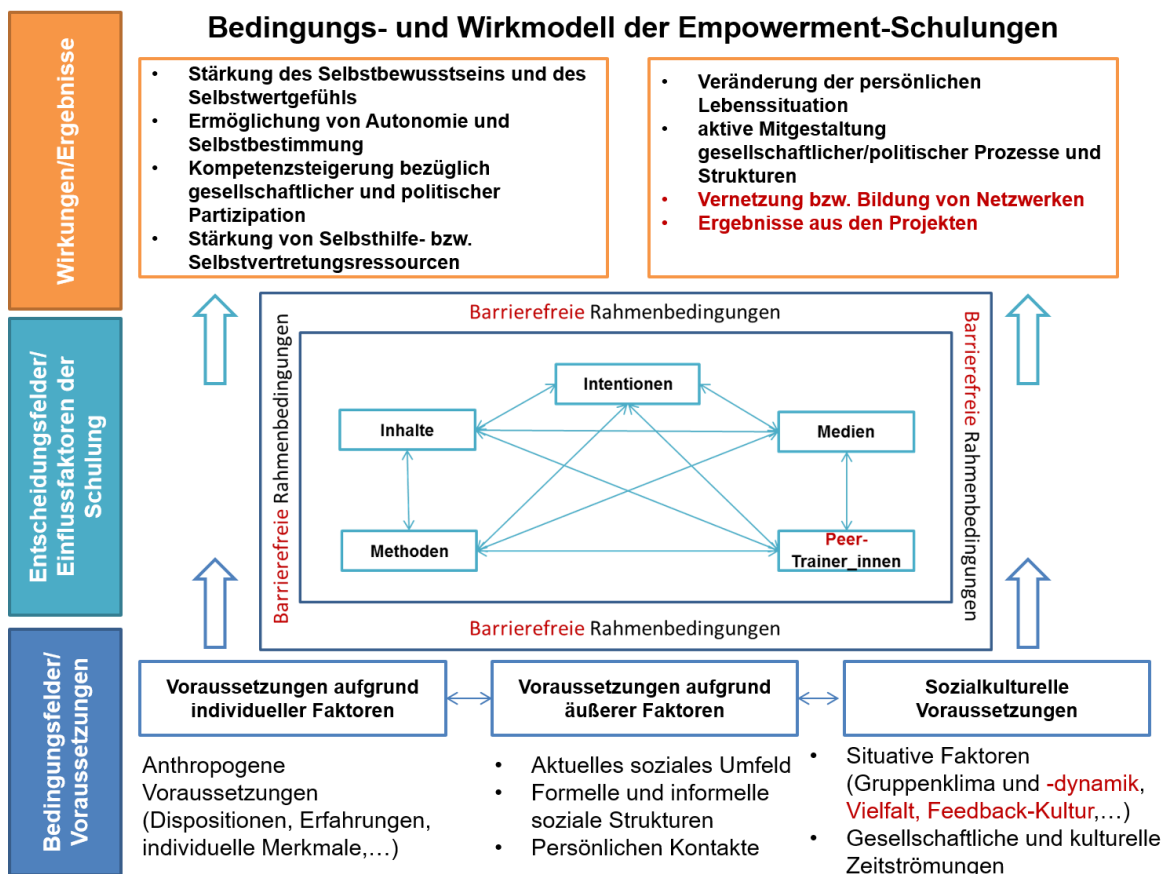 Bedingungs- und Wirkmodell der Empowerment-Schulungen
Wirkungen/Ergebnisse
• Stärkung des Selbstbewusstseins und des
Selbstwertgefühls
• Ermöglichung von Autonomie und
Selbstbestimmung
• Kompetenzsteigerung bezüglich
gesellschaftlicher und politischer
Partizipation
• Stärkung von Selbsthilfe- bzw.
Selbstvertretungsressourcen
• Veränderung der persönlichen
Lebenssituation
• aktive Mitgestaltung
gesellschaftlicher/politischer Prozesse und
Strukturen
• Vernetzung bzw. Bildung von Netzwerken
• Ergebnisse aus den Projekten
Entscheidungsfelder/
Einflussfaktoren der
Schulung
Barrierefreie Rahmenbedingungen
Barrierefreie Rahmenbedingungen
Barrierefreie Rahmenbedingungen
Intentionen
Inhalte
Medien
Methoden
Peer-
Trainer_innen
Barrierefreie Rahmenbedingungen
Bedingungsfelder/
Voraussetzungen
Voraussetzungen aufgrund
individueller Faktoren
Voraussetzungen aufgrund
äußerer Faktoren
Sozialkulturelle
Voraussetzungen
Anthropogene
Voraussetzungen
(Dispositionen, Erfahrungen,
individuelle Merkmale,…)
• Aktuelles soziales Umfeld
• Formelle und informelle
soziale Strukturen
• Persönlichen Kontakte
• Situative Faktoren
(Gruppenklima und -dynamik,
Vielfalt, Feedback-Kultur,…)
• Gesellschaftliche und kulturelle
Zeitströmungen